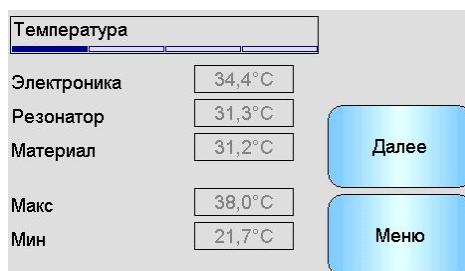 Температура
Электроника 34,4°C
Резонатор 31,3°C
Материал 31,2°C
Далее
Макс 38,0°C
Мин 21,7°C
Меню